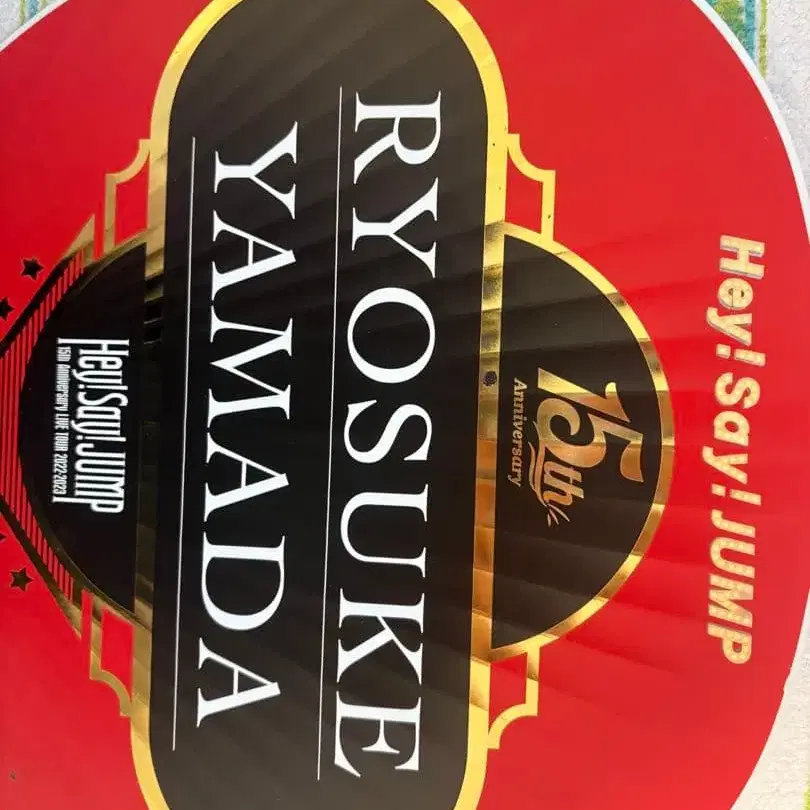 Hey! Say! JUMP
15th
Anniversary
RYOSUKE
YAMADA
Hey! Say! JUMP
15th Anniversary LIVE TOUR 2022-2023